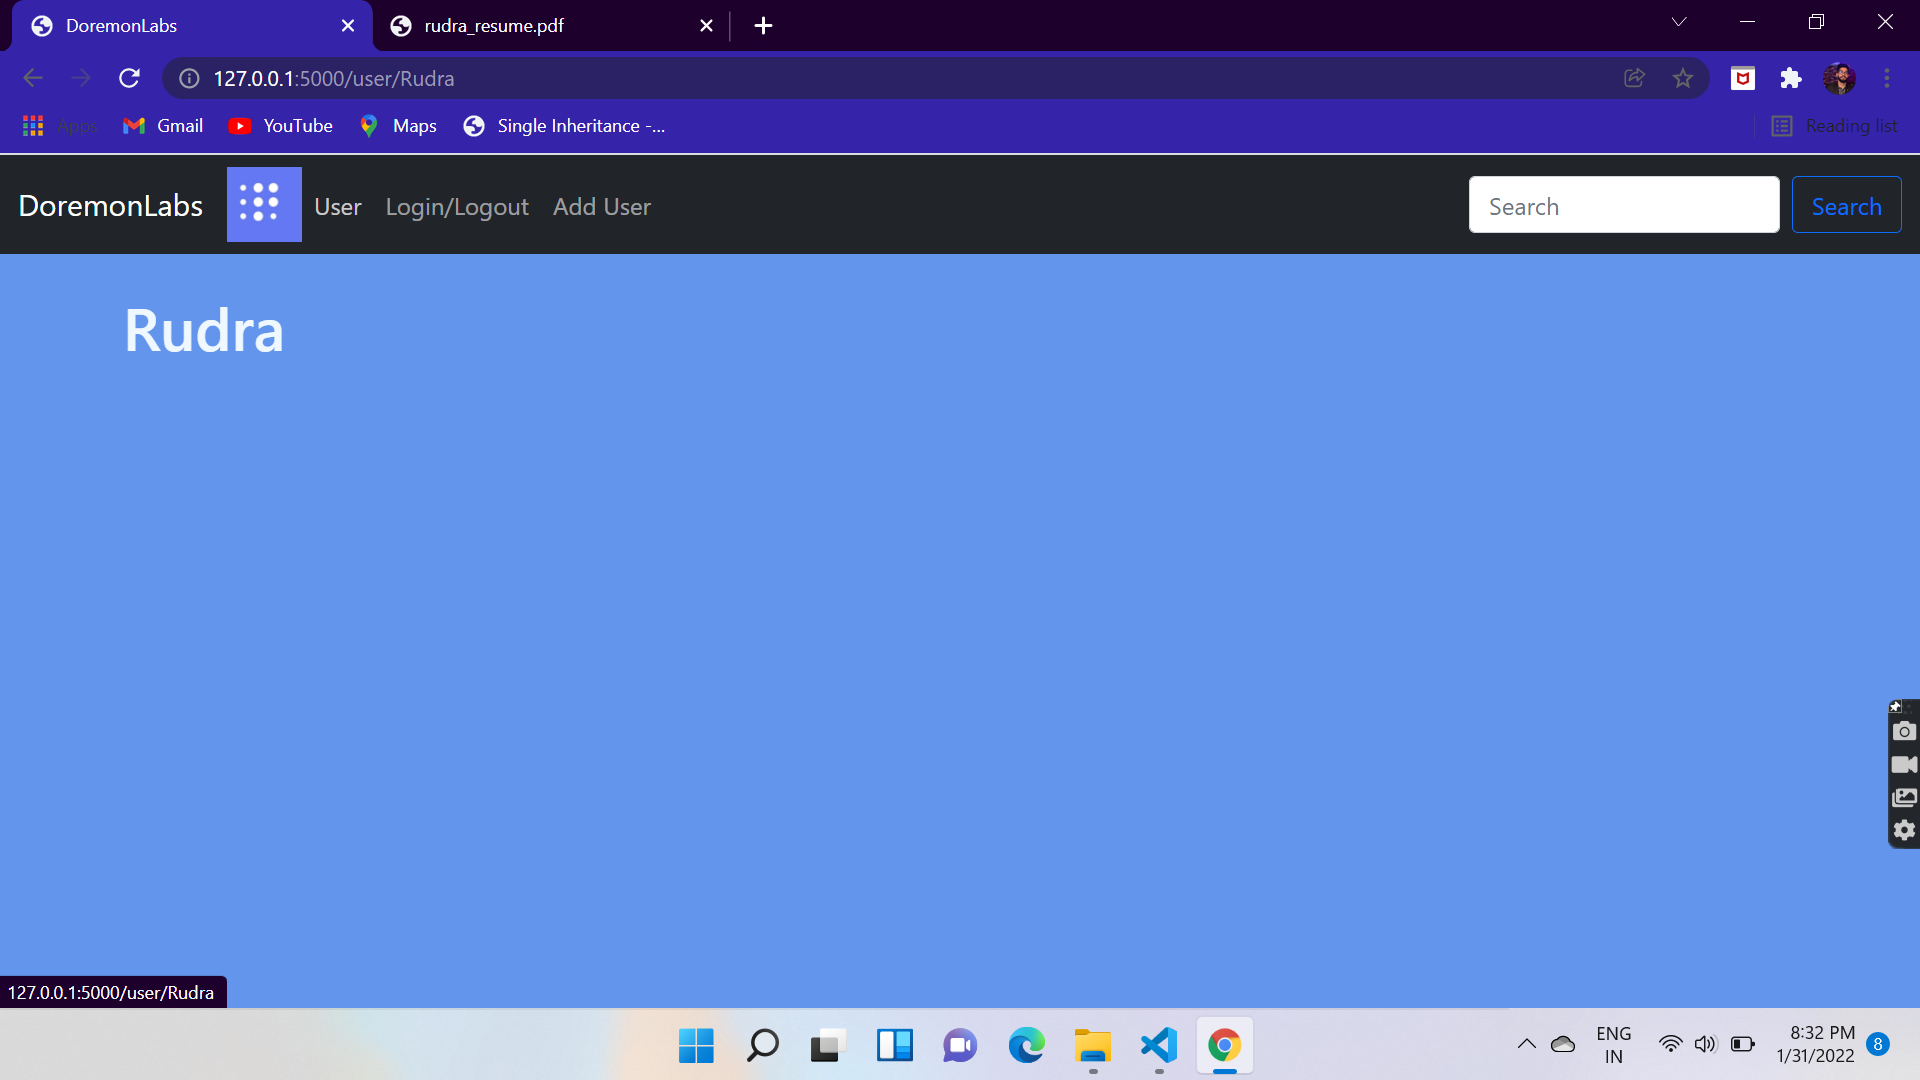 DoremonLabs
rudra_resume.pdf
127.0.0.1:5000/user/Rudra
Apps
Gmail
YouTube
Maps
Single Inheritance -...
Reading list
DoremonLabs
User
Login/Logout
Add User
Search
Search
Rudra
127.0.0.1:5000/user/Rudra
ENG
IN
8:32 PM
1/31/2022
8